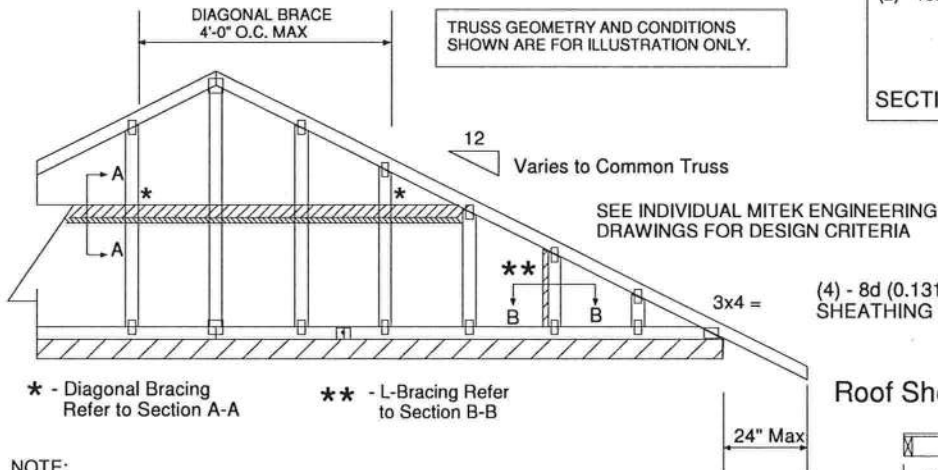 DIAGONAL BRACE
4'-0" O.C. MAX
TRUSS GEOMETRY AND CONDITIONS
SHOWN ARE FOR ILLUSTRATION ONLY.
SECTI
12
Varies to Common Truss
A
*
*
A
SEE INDIVIDUAL MITEK ENGINEERING
DRAWINGS FOR DESIGN CRITERIA
**
B
B
3x4 =
(4) - 8d (0.131
SHEATHING
* - Diagonal Bracing
Refer to Section A-A
** - L-Bracing Refer
to Section B-B
Roof She
24" Max
NOTE: